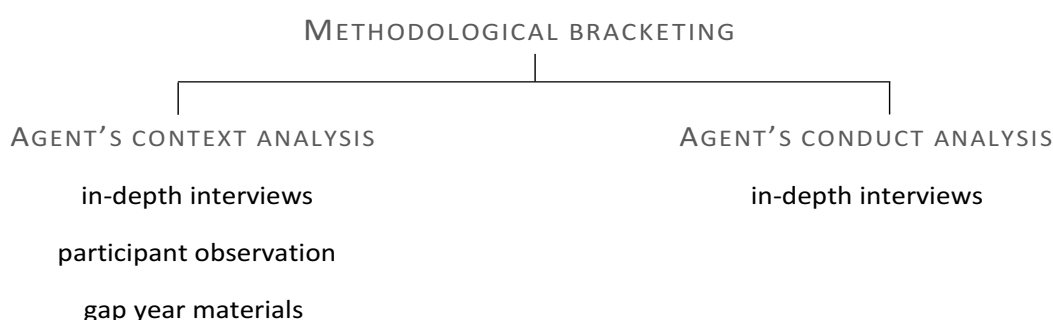 METHODOLOGICAL BRACKETING
AGENT'S CONTEXT ANALYSIS
AGENT'S CONDUCT ANALYSIS
in-depth interviews
in-depth interviews
participant observation
gap year materials